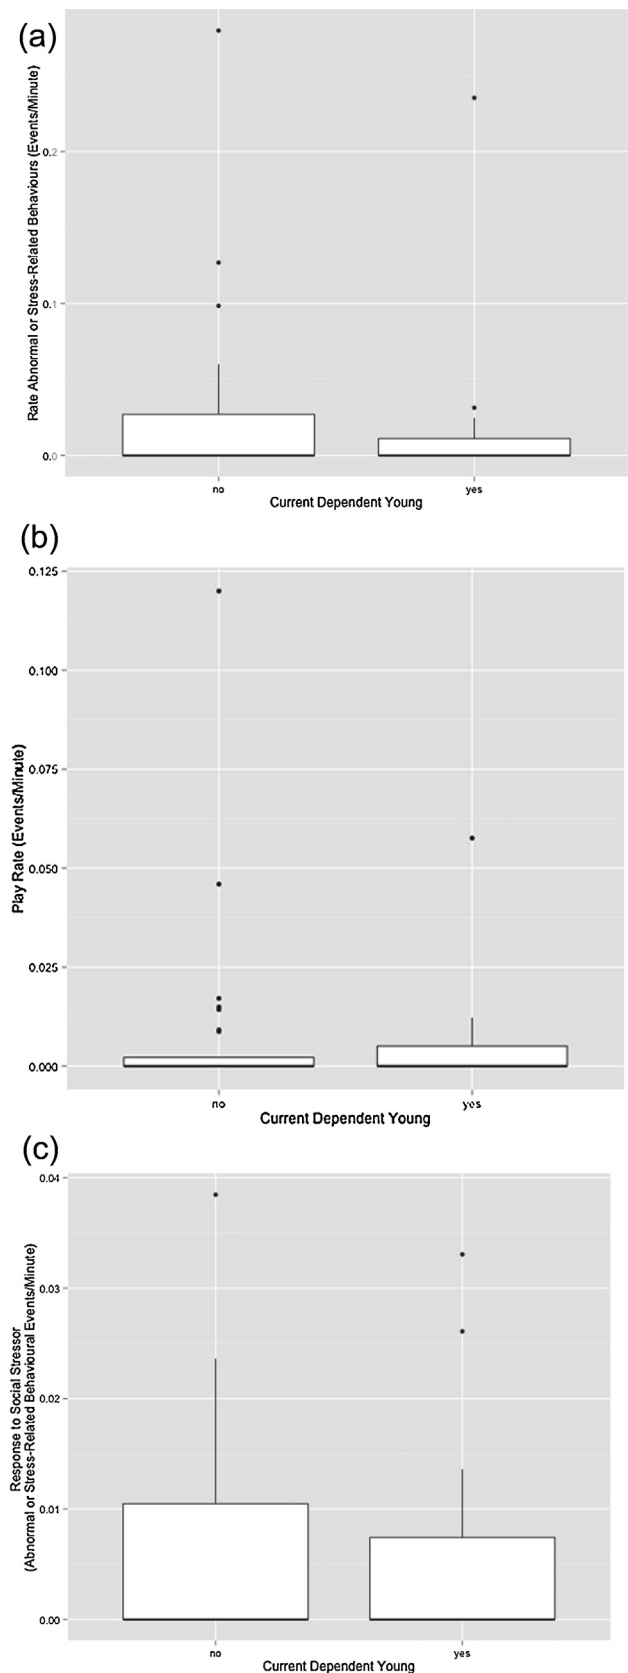 (a)
Rate Abnormal or Stress-Related Behaviours (Events/Minute)
0.2
0.1
0.0
no yes
Current Dependent Young
(b)
Play Rate (Events/Minute)
0.125
0.100
0.075
0.050
0.025
0.000
no yes
Current Dependent Young
(c)
Response to Social Stressor
(Abnormal or Stress-Related Behavioural Events/Minute)
0.04
0.03
0.02
0.01
0.00
no yes
Current Dependent Young